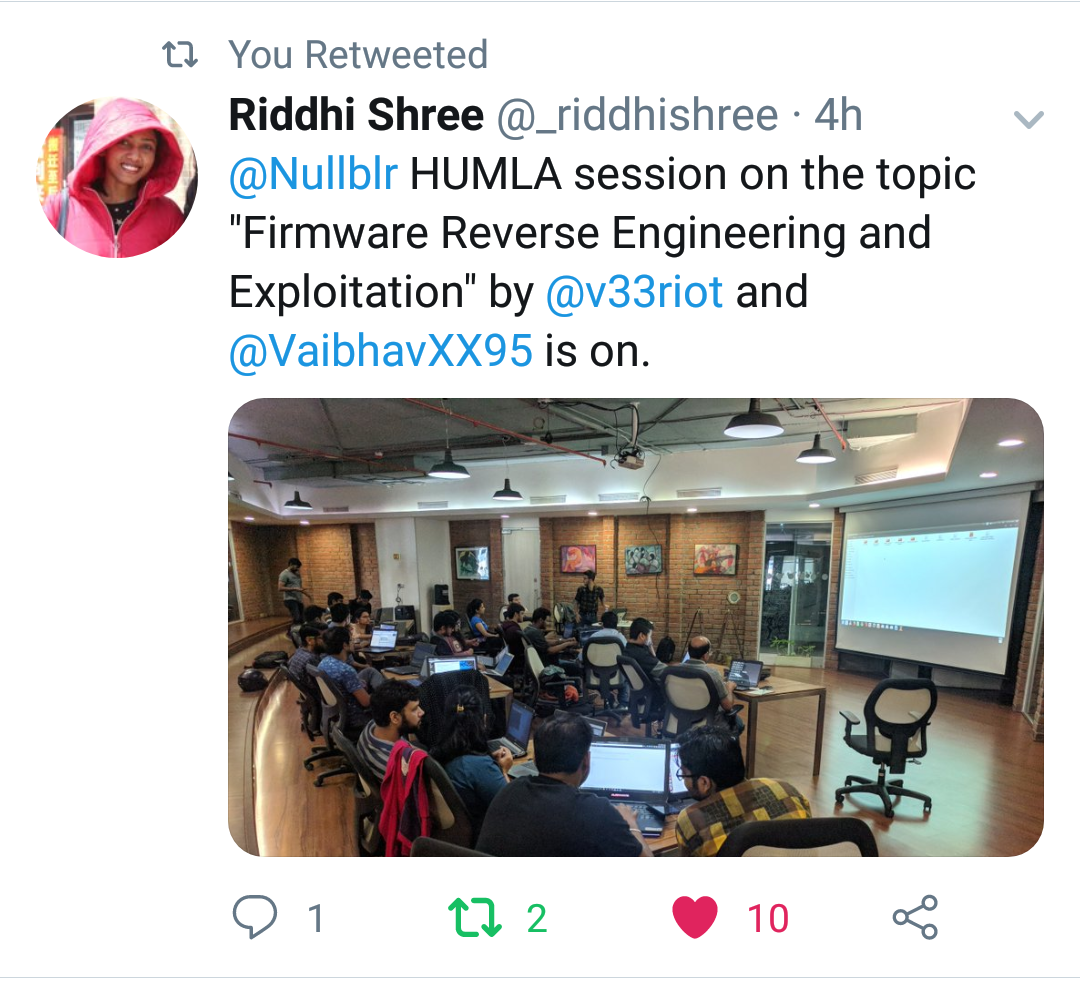 You Retweeted
Riddhi Shree @_riddhishree · 4h
@Nullblr HUMLA session on the topic
"Firmware Reverse Engineering and
Exploitation" by @v33riot and
@VaibhavXX95 is on.
1 2 10